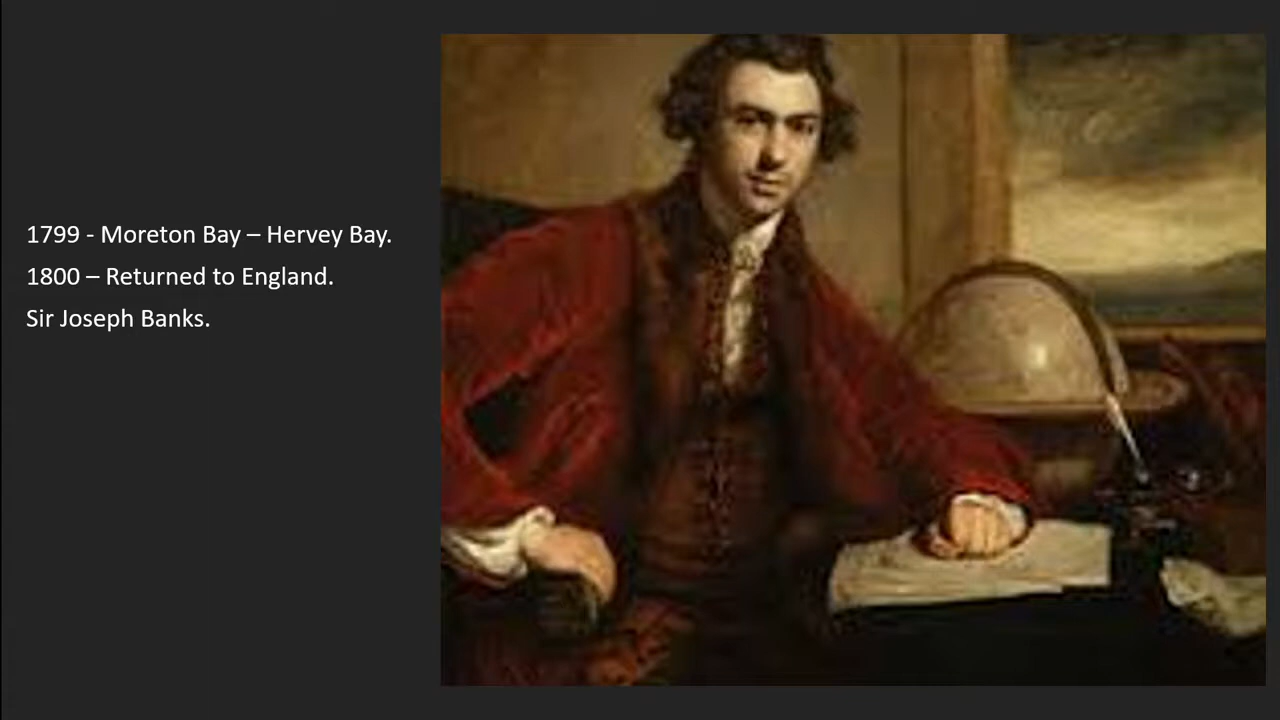 1799 - Moreton Bay – Hervey Bay.
1800 – Returned to England.
Sir Joseph Banks.